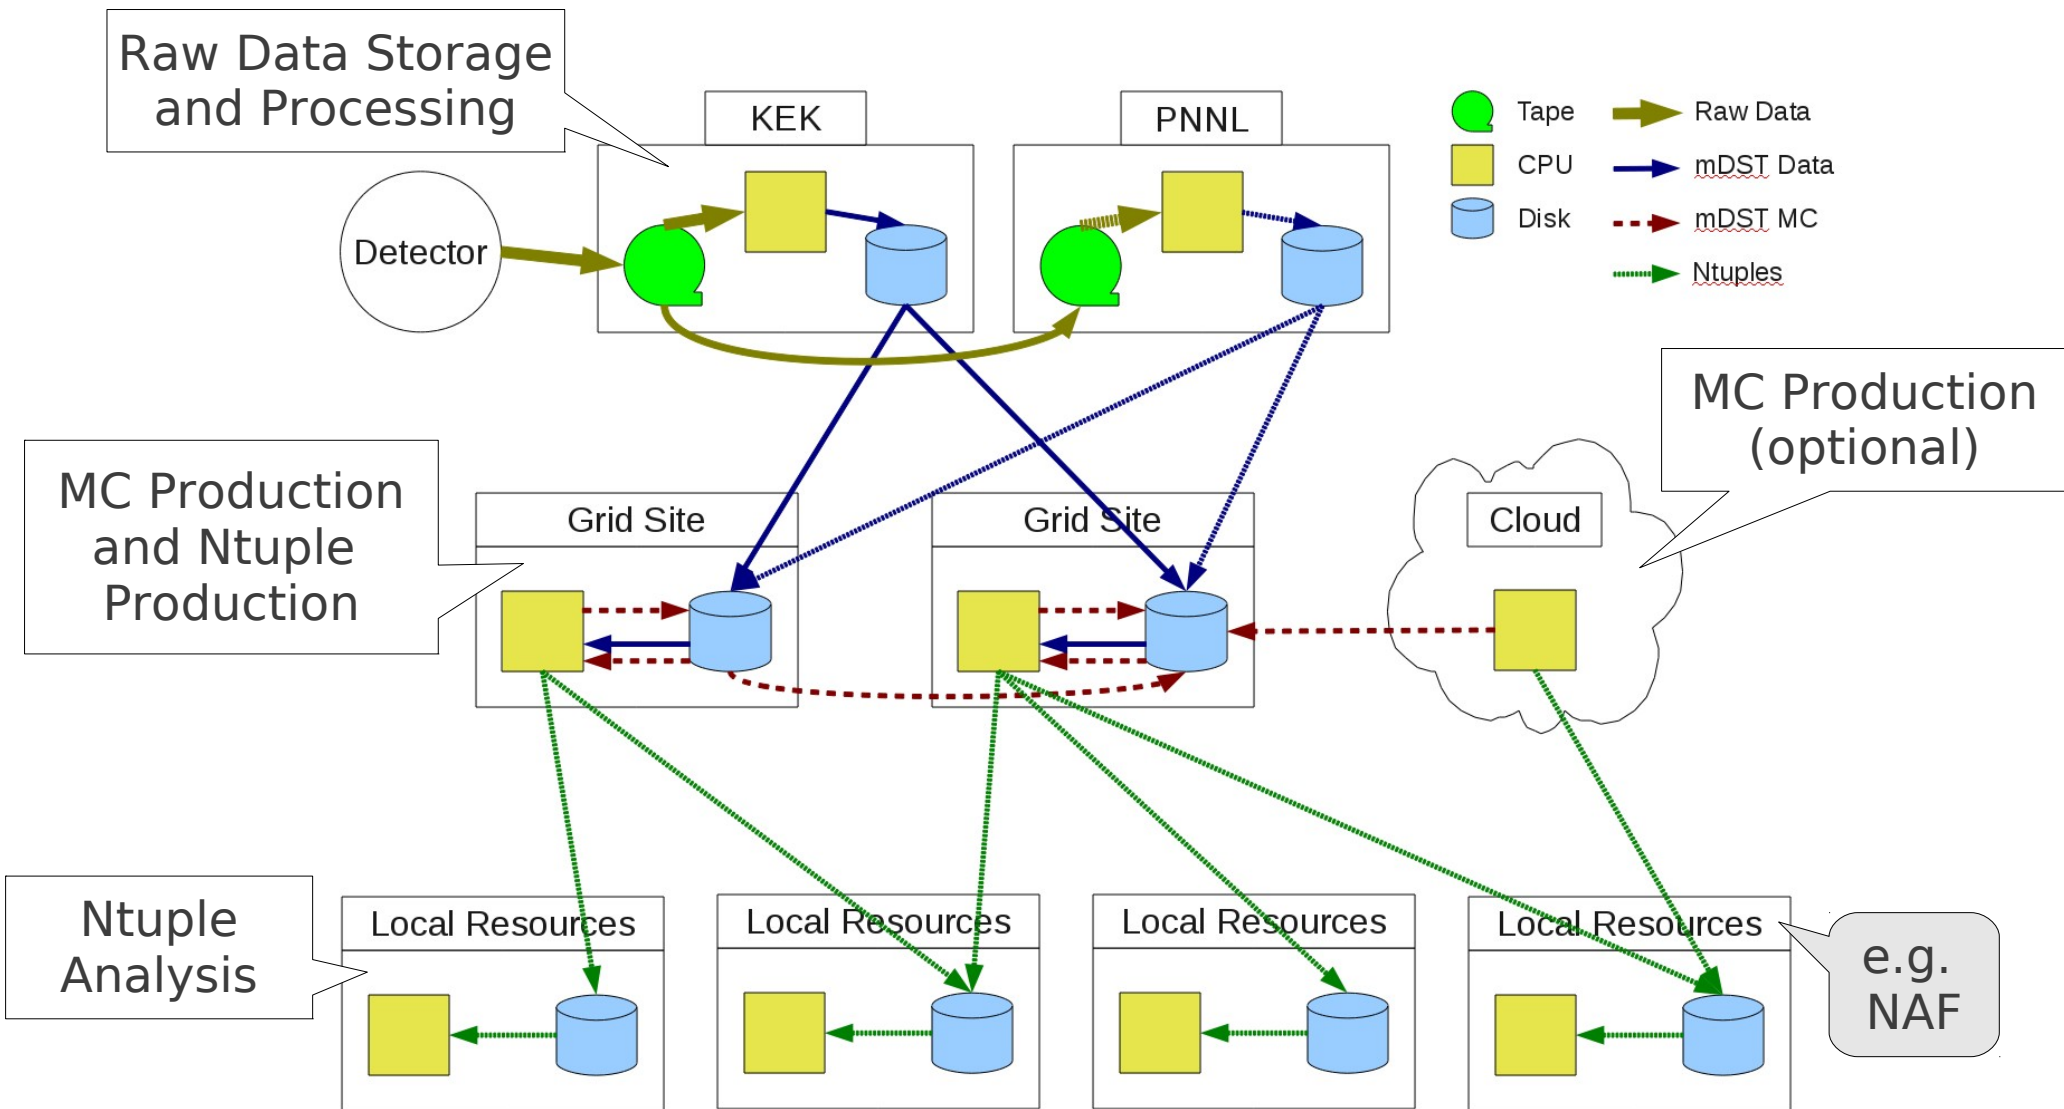 Raw Data Storage
and Processing
KEK
PNNL
Tape
Raw Data
CPU
mDST Data
Disk
mDST MC
Ntuples
Detector
MC Production
(optional)
MC Production
and Ntuple
Production
Grid Site
Grid Site
Cloud
Ntuple
Analysis
Local Resources
Local Resources
Local Resources
Local Resources
e.g.
NAF